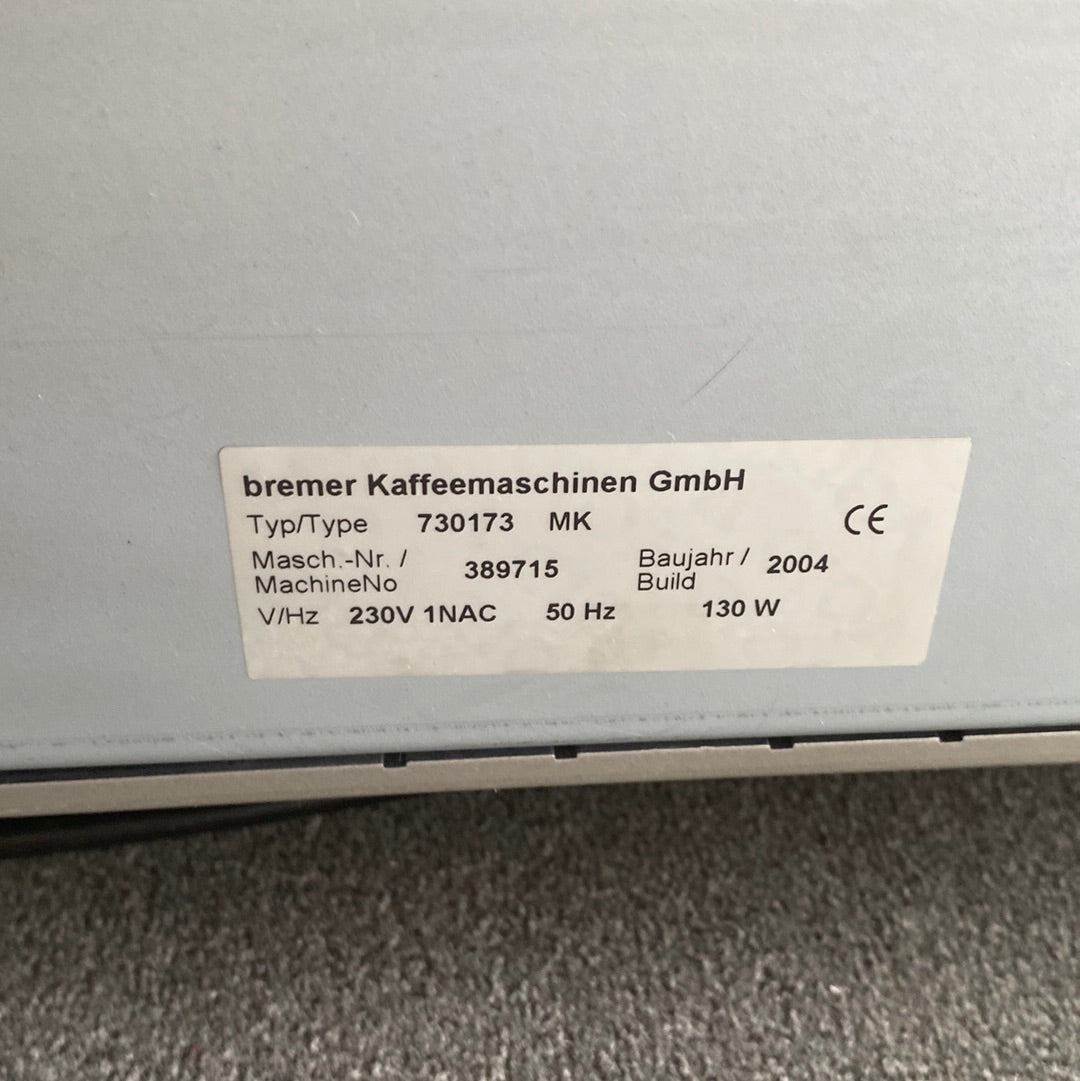 bremer Kaffeemaschinen GmbH
Typ/Type 730173 MK CE
Masch.-Nr. /
MachineNo 389715 Baujahr / Build 2004
V/Hz 230V 1NAC 50 Hz 130 W